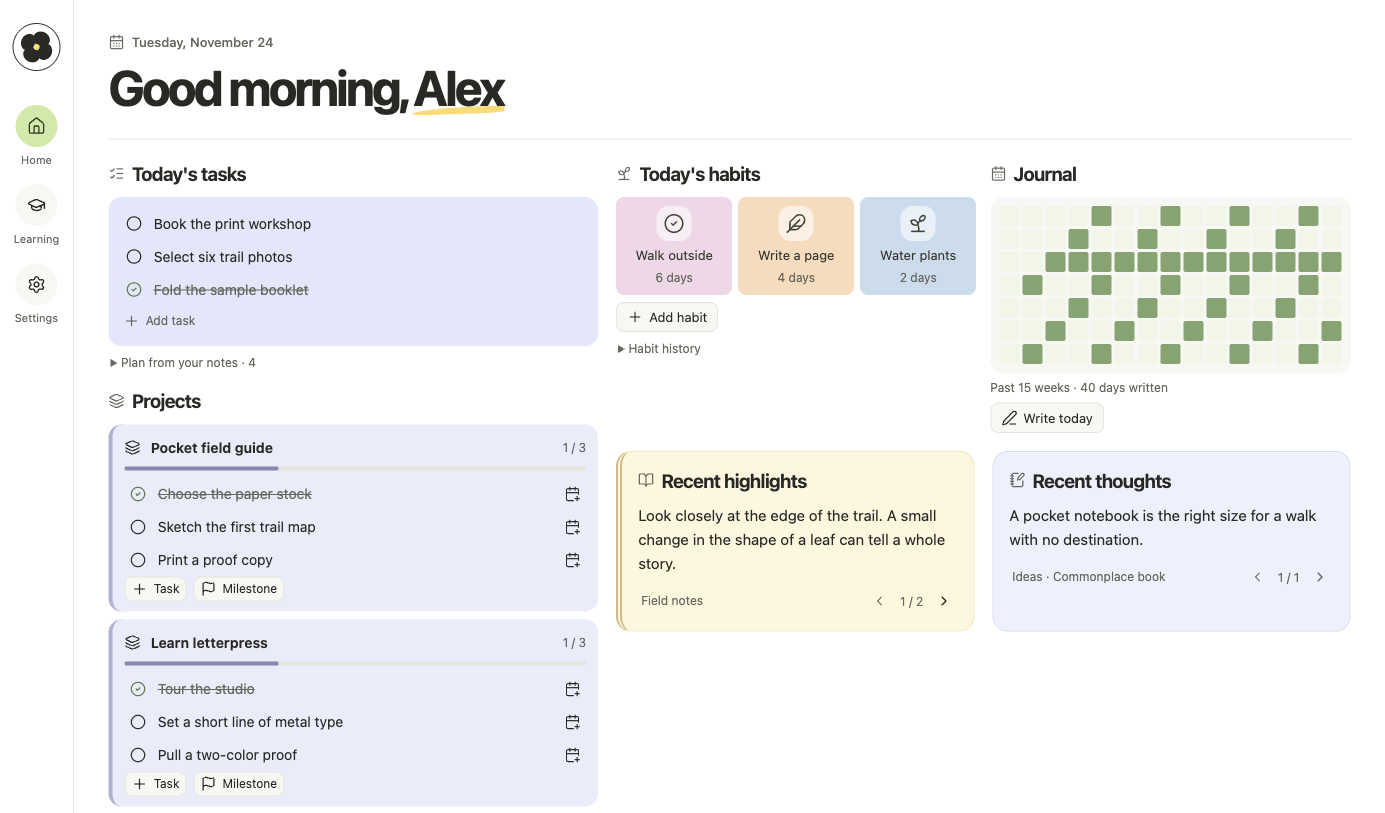 Tuesday, November 24
Good morning, Alex
Home
Learning
Settings
Today's tasks
Book the print workshop
Select six trail photos
Fold the sample booklet
Add task
Plan from your notes · 4
Projects
Pocket field guide 1 / 3
Choose the paper stock
Sketch the first trail map
Print a proof copy
Task Milestone
Learn letterpress 1 / 3
Tour the studio
Set a short line of metal type
Pull a two-color proof
Task Milestone
Today's habits
Walk outside
6 days
Write a page
4 days
Water plants
2 days
Add habit
Habit history
Journal
Past 15 weeks · 40 days written
Write today
Recent highlights
Look closely at the edge of the trail. A small
change in the shape of a leaf can tell a whole
story.
Field notes 1 / 2
Recent thoughts
A pocket notebook is the right size for a walk
with no destination.
Ideas · Commonplace book 1 / 1